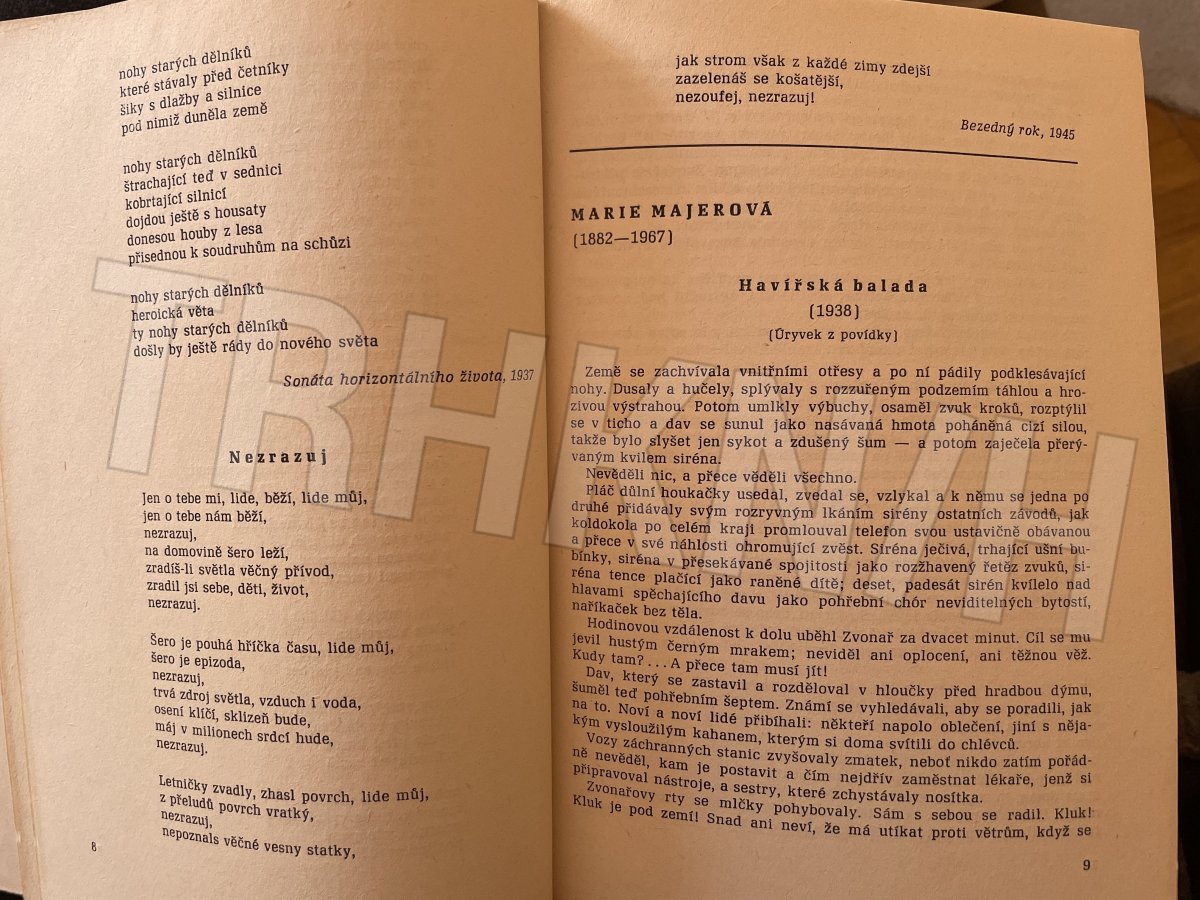 nohy starých dělníků
které stávaly před četníky
šiky s dlažby a silnice
pod nimiž duněla země
nohy starých dělníků
štrachající teď v sednici
kobrtající silnicí
dojdou ještě s housaty
donesou houby z lesa
přisednou k soudruhům na schůzi
nohy starých dělníků
heroická věta
ty nohy starých dělníků
došly by ještě rády do nového světa
Sonáta horizontálního života, 1937
Nezrazuj
Jen o tebe mi, lide, běží, lide můj,
jen o tebe nám běží,
nezrazuj,
na domovině šero leží,
zradíš-li světla věčný přívod,
zradil jsi sebe, děti, život,
nezrazuj.
Šero je pouhá hříčka času, lide můj,
šero je epizoda,
nezrazuj,
trvá zdroj světla, vzduch i voda,
osení klíčí, sklizeň bude,
máj v milionech srdcí hude,
nezrazuj.
Letničky zvadly, zhasl povrch, lide můj,
z přeludů povrch vratký,
nezrazuj,
nepoznals věčné vesny statky,
8
jak strom však z každé zimy zdejší
zazelenáš se košatější,
nezoufej, nezrazuj!
Bezedný rok, 1945
MARIE MAJEROVÁ
(1882—1967)
Havířská balada
(1938)
(Úryvek z povídky)
Země se zachvívala vnitřními otřesy a po ní pádily podklesávající
nohy. Dusaly a hučely, splývaly s rozzuřeným podzemím táhlou a hro-
zivou výstrahou. Potom umlkly výbuchy, osaměl zvuk kroků, rozptýlil
se v ticho a dav se sunul jako nasávaná hmota poháněná cizí silou,
takže bylo slyšet jen sykot a zdušený šum — a potom zaječela přerý-
vaným kvilem siréna.
Nevěděli nic, a přece věděli všechno.
Pláč důlní houkačky usedal, zvedal se, vzlykal a k němu se jedna po
druhé přidávaly svým rozryvným lkáním sirény ostatních závodů, jak
koldokola po celém kraji promlouval telefon svou ustavičně obávanou
a přece v své náhlosti ohromující zvěst. Siréna ječivá, trhající ušní bu-
bínky, siréna v přesekávané spojitosti jako rozžhavený řetěz zvuků, si-
réna tence plačící jako raněné dítě; deset, padesát sirén kvílelo nad
hlavami spěchajícího davu jako pohřební chór neviditelných bytostí,
naříkaček bez těla.
Hodinovou vzdálenost k dolu uběhl Zvonař za dvacet minut. Cíl se mu
jevil hustým černým mrakem; neviděl ani oplocení, ani těžnou věž.
Kudy tam? ... A přece tam musí jít!
Dav, který se zastavil a rozděloval v hloučky před hradbou dýmu,
šuměl teď pohřebním šeptem. Známí se vyhledávali, aby se poradili, jak
na to. Noví a noví lidé přibíhali: někteří napolo oblečení, jiní s něja-
kým vysloužilým kahanem, kterým si doma svítili do chlévců.
Vozy záchranných stanic zvyšovaly zmatek, neboť nikdo zatím pořád-
ně nevěděl, kam je postavit a čím nejdřív zaměstnat lékaře, jenž si
připravoval nástroje, a sestry, které zchystávaly nosítka.
Zvonařovy rty se mlčky pohybovaly. Sám s sebou se radil. Kluk!
Kluk je pod zemí! Snad ani neví, že má utíkat proti větrům, když se
9
TRHKNIH